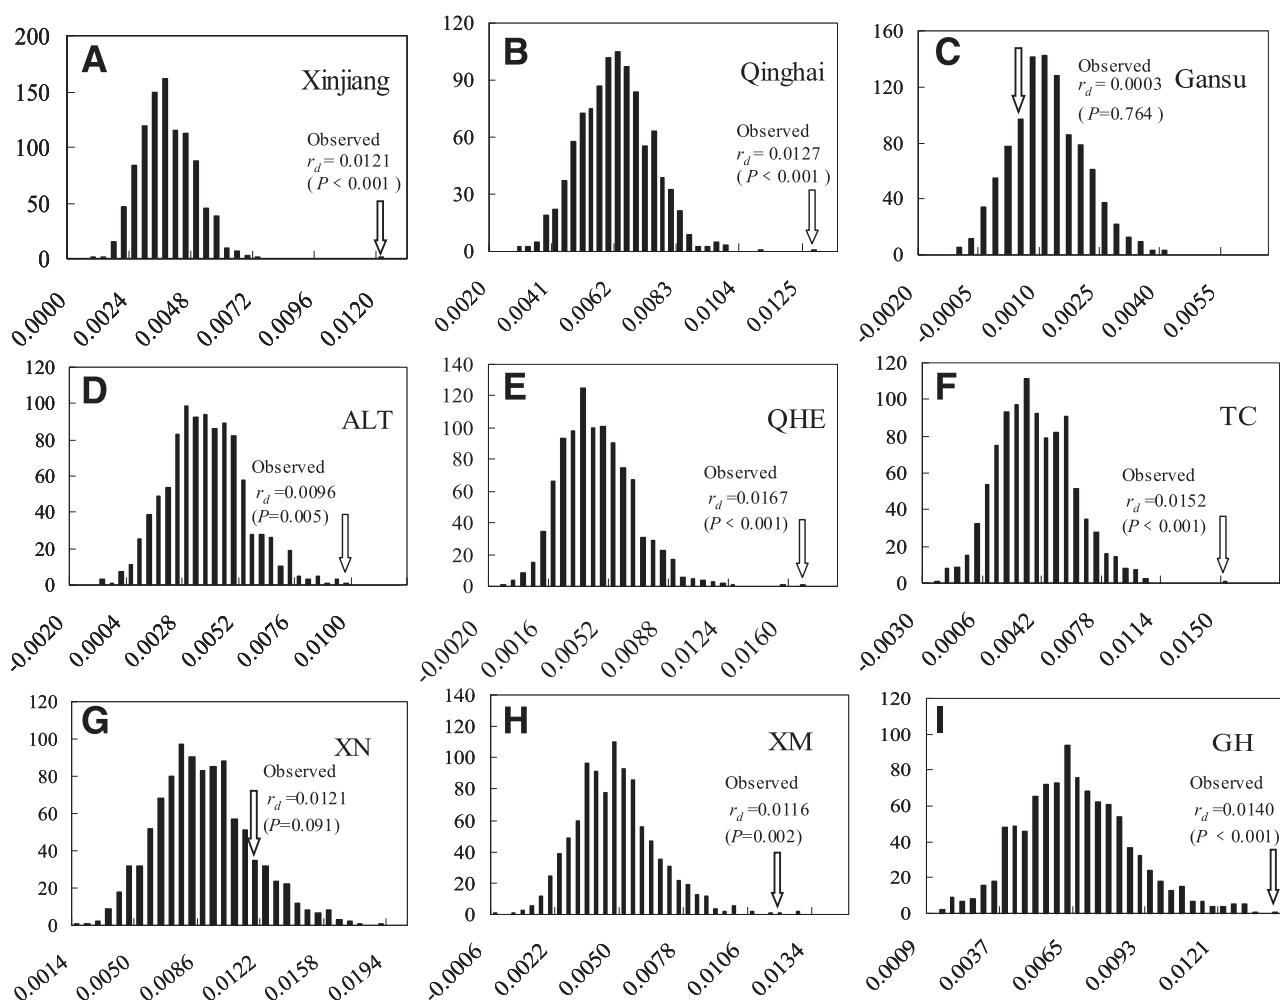 A
Xinjiang
Observed
rd = 0.0121
( P < 0.001 )
200
150
100
50
0
0.0000
0.0024
0.0048
0.0072
0.0096
0.0120
B
Qinghai
Observed
rd = 0.0127
( P < 0.001 )
120
90
60
30
0
0.0020
0.0041
0.0062
0.0083
0.0104
0.0125
C
Gansu
Observed
rd = 0.0003
( P=0.764 )
160
120
80
40
0
-0.0020
-0.0005
0.0010
0.0025
0.0040
0.0055
D
ALT
Observed
rd =0.0096
(P=0.005)
120
100
80
60
40
20
0
-0.0020
0.0004
0.0028
0.0052
0.0076
0.0100
E
QHE
Observed
rd =0.0167
(P < 0.001)
140
120
100
80
60
40
20
0
-0.0020
0.0016
0.0052
0.0088
0.0124
0.0160
F
TC
Observed
rd =0.0152
(P < 0.001)
120
100
80
60
40
20
0
-0.0030
0.0006
0.0042
0.0078
0.0114
0.0150
G
XN
Observed
rd =0.0121
(P=0.091)
120
100
80
60
40
20
0
0.0014
0.0050
0.0086
0.0122
0.0158
0.0194
H
XM
Observed
rd =0.0116
(P=0.002)
140
120
100
80
60
40
20
0
-0.0006
0.0022
0.0050
0.0078
0.0106
0.0134
I
GH
Observed
rd =0.0140
(P < 0.001)
120
100
80
60
40
20
0
0.0009
0.0037
0.0065
0.0093
0.0121